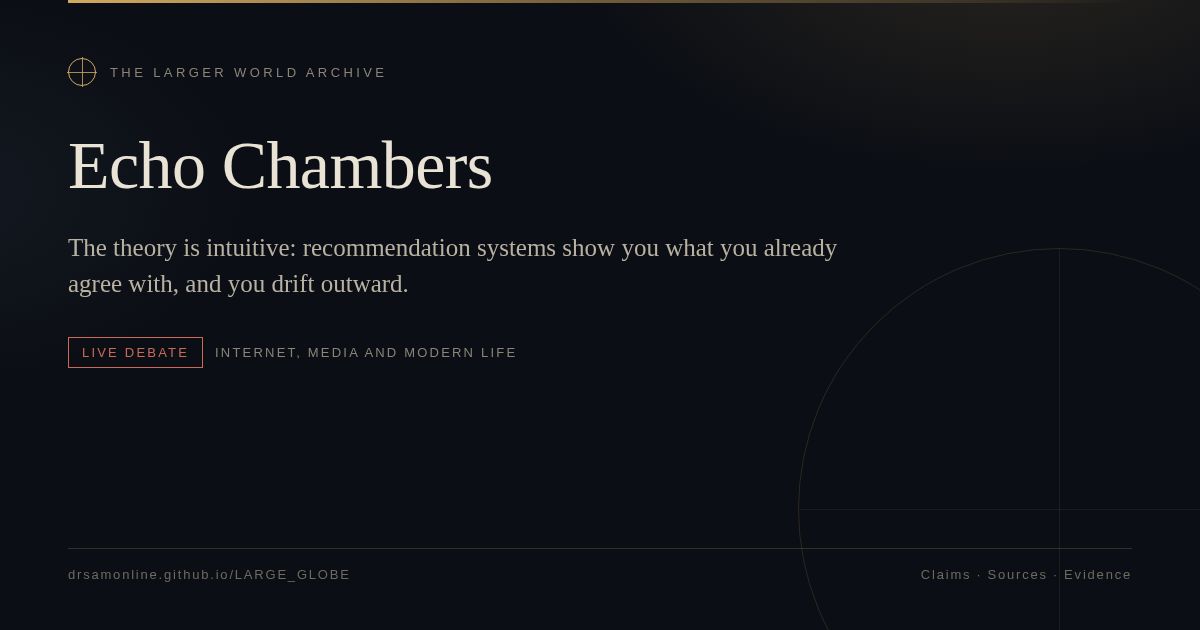 THE LARGER WORLD ARCHIVE
Echo Chambers
The theory is intuitive: recommendation systems show you what you already
agree with, and you drift outward.
LIVE DEBATE INTERNET, MEDIA AND MODERN LIFE
drsamonline.github.io/LARGE_GLOBE Claims · Sources · Evidence